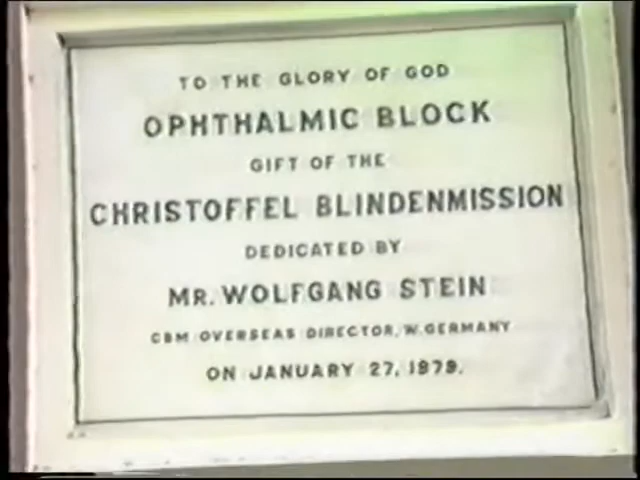 TO THE GLORY OF GOD
OPHTHALMIC BLOCK
GIFT OF THE
CHRISTOFFEL BLINDENMISSION
DEDICATED BY
MR. WOLFGANG STEIN
CBM OVERSEAS DIRECTOR, W. GERMANY
ON JANUARY 27, 1979.